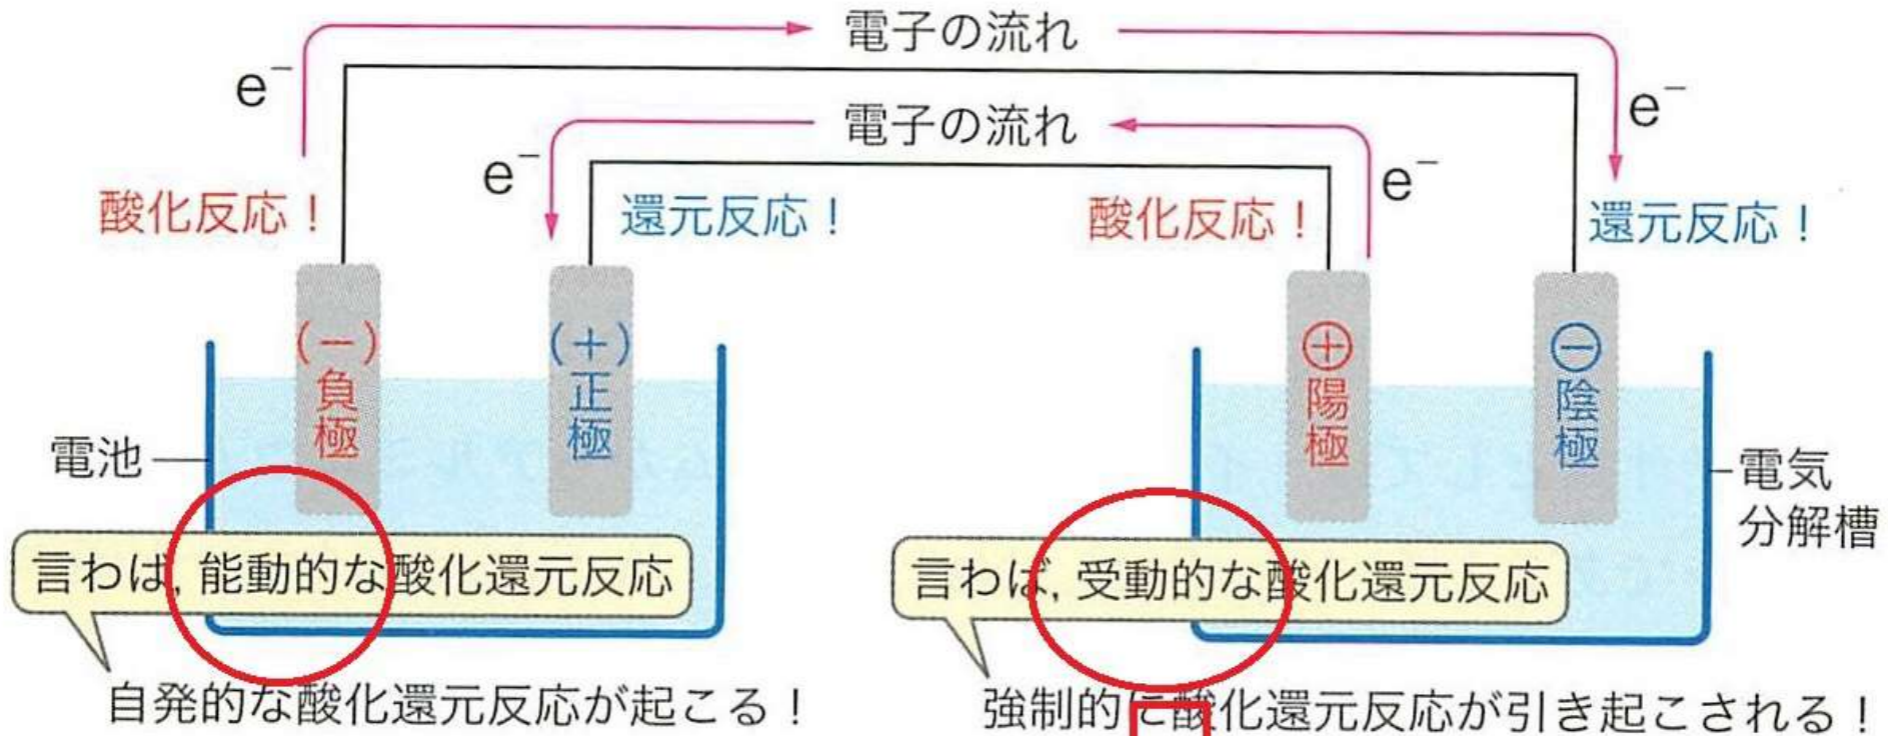 電子の流れ
e⁻
e⁻
電子の流れ
e⁻
e⁻
酸化反応！
還元反応！
酸化反応！
還元反応！
(－)負極
(＋)正極
⊕陽極
⊖陰極
電池
電気
分解槽
言わば, 能動的な酸化還元反応
言わば, 受動的な酸化還元反応
自発的な酸化還元反応が起こる！
強制的に酸化還元反応が引き起こされる！